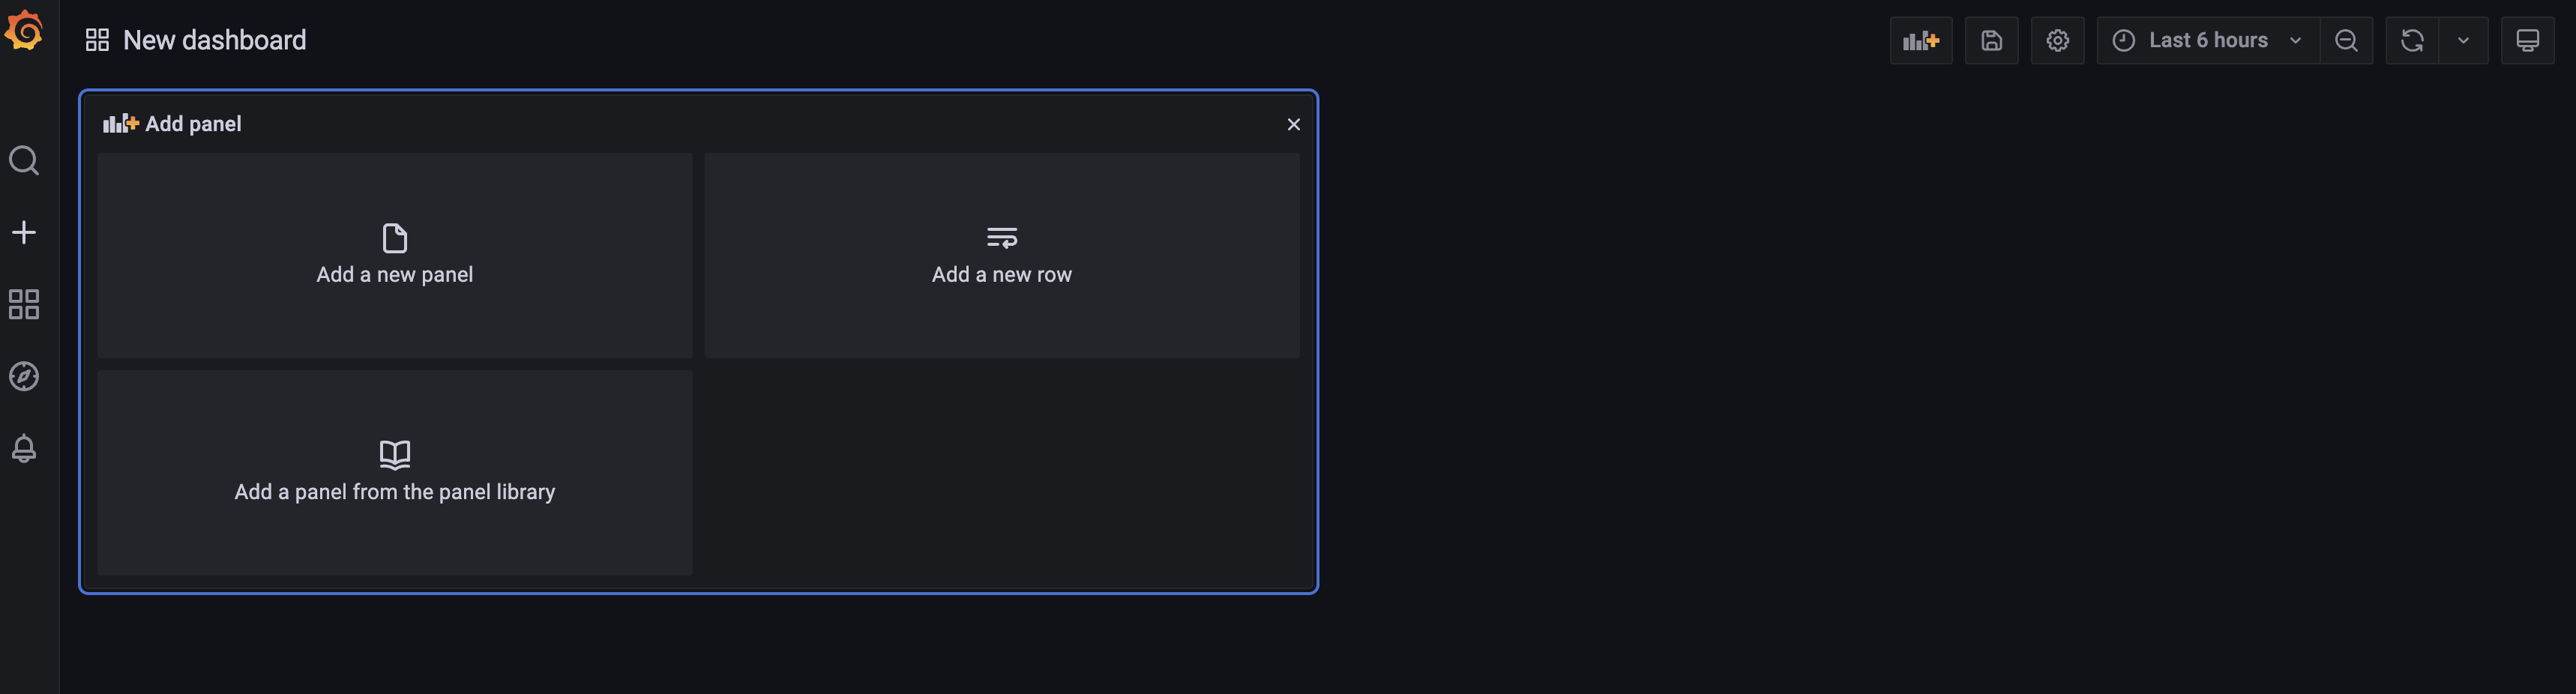 New dashboard
Last 6 hours
Add panel
Add a new panel
Add a new row
Add a panel from the panel library